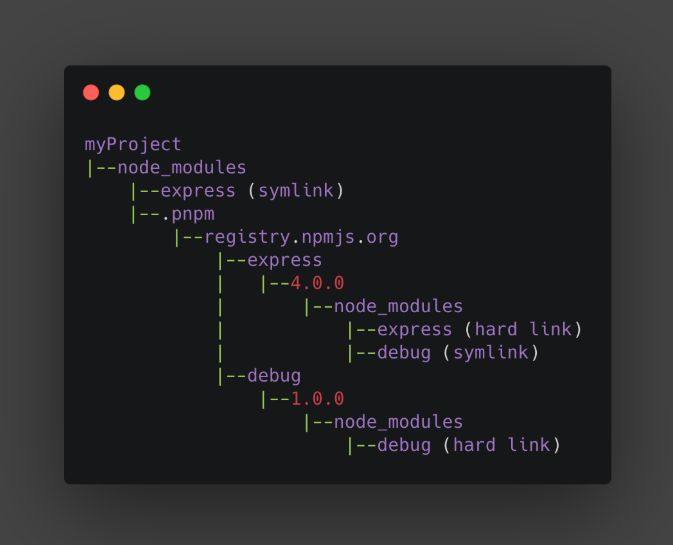 myProject
|--node_modules
    |--express (symlink)
    |--.pnpm
        |--registry.npmjs.org
            |--express
            |   |--4.0.0
            |       |--node_modules
            |           |--express (hard link)
            |           |--debug (symlink)
            |--debug
                |--1.0.0
                    |--node_modules
                        |--debug (hard link)